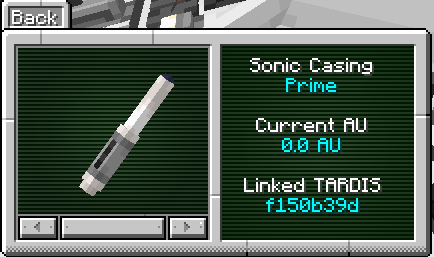 Back
Sonic Casing
Prime
Current AU
0.0 AU
Linked TARDIS
f150b39d